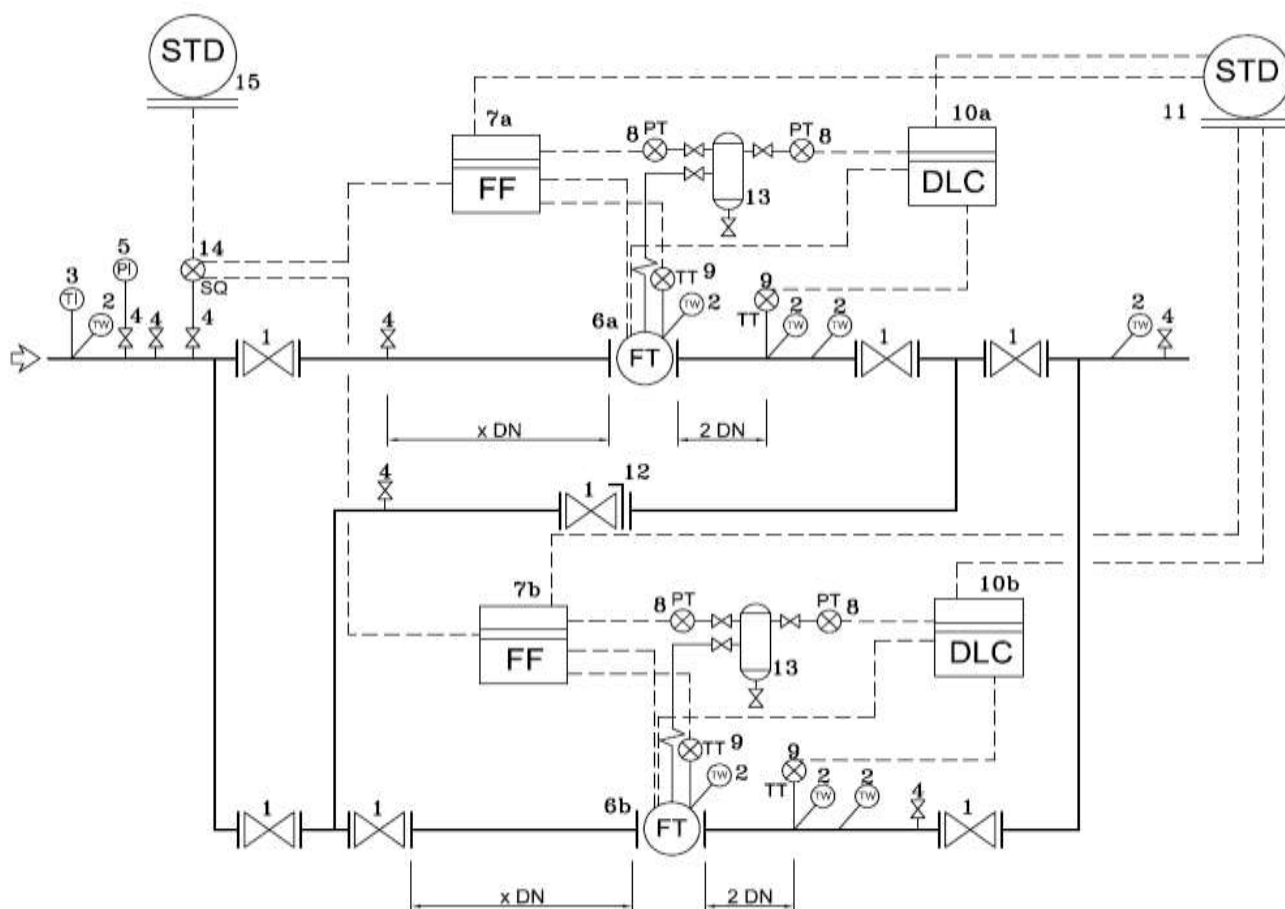 STD
15
STD
11
7a
FF
8 PT
PT 8
13
10a
DLC
3
TI
2
TW
5
PI
4
4
14
SQ
4
1
4
6a
FT
TT 9
TW 2
9
TT
2
TW
2
TW
1
1
2
TW
4
x DN
2 DN
4
1
12
7b
FF
8 PT
PT 8
13
10b
DLC
1
1
6b
FT
TT 9
TW 2
9
TT
2
TW
2
TW
4
1
x DN
2 DN